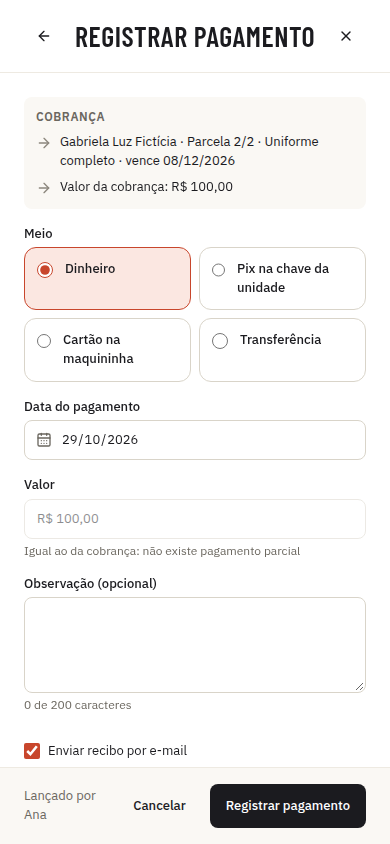 REGISTRAR PAGAMENTO
COBRANÇA
Gabriela Luz Fictícia · Parcela 2/2 · Uniforme
completo · vence 08/12/2026
Valor da cobrança: R$ 100,00
Meio
Dinheiro
Pix na chave da
unidade
Cartão na
maquininha
Transferência
Data do pagamento
29/10/2026
Valor
R$ 100,00
Igual ao da cobrança: não existe pagamento parcial
Observação (opcional)
0 de 200 caracteres
Enviar recibo por e-mail
Lançado por
Ana
Cancelar
Registrar pagamento